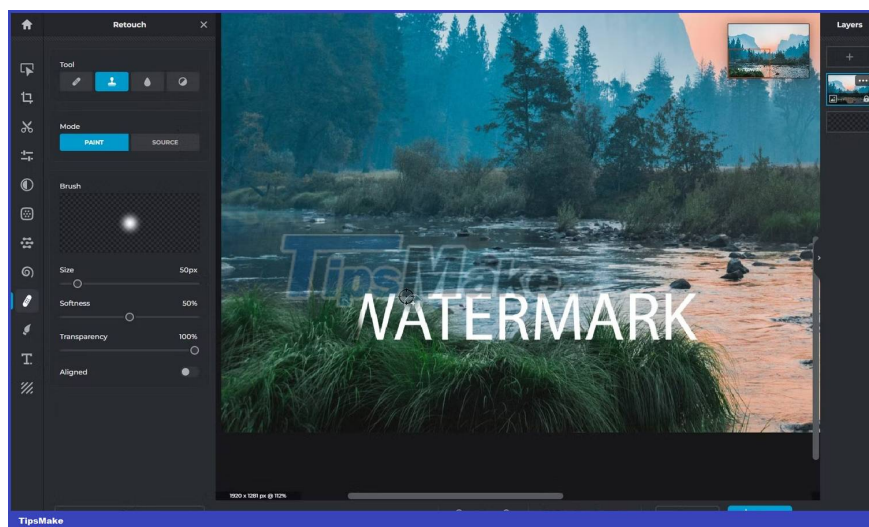 Retouch
Layers
Tool
Mode
PAINT
SOURCE
Brush
Size
50px
Softness
50%
Transparency
100%
Aligned
TipsMake
WATERMARK
1920 x 1281 px @ 112%
TipsMake